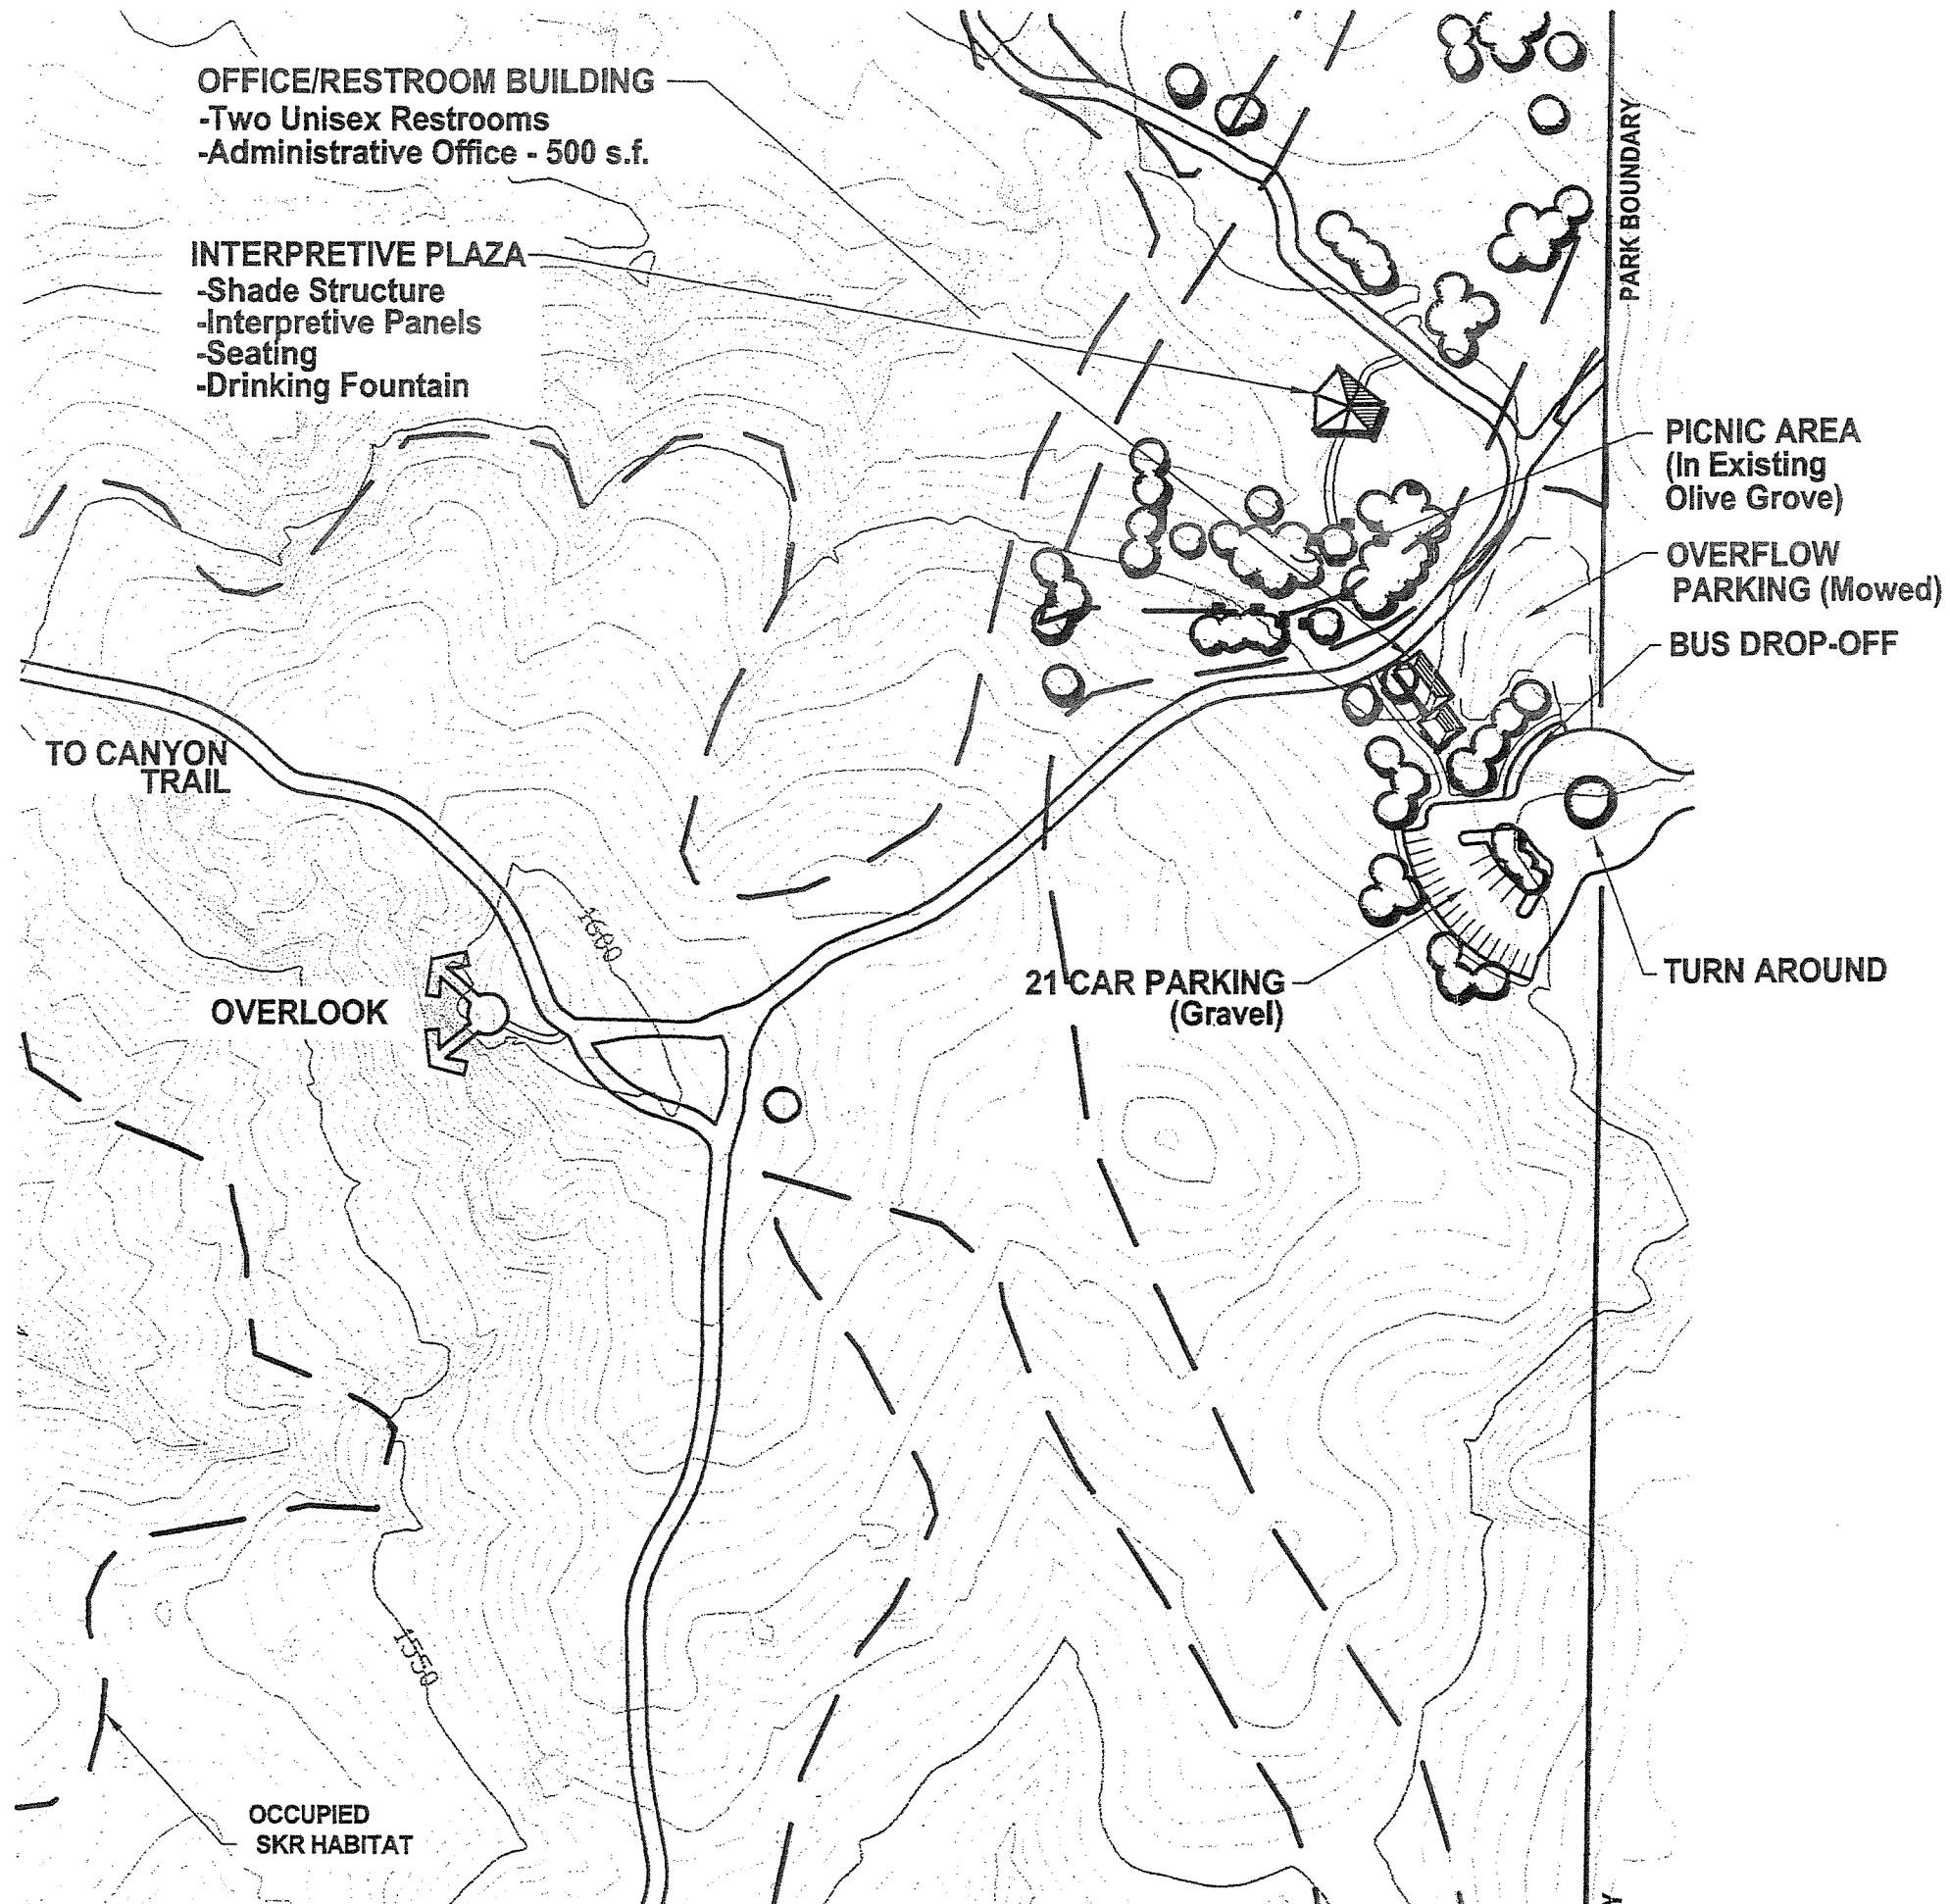 OFFICE/RESTROOM BUILDING
-Two Unisex Restrooms
-Administrative Office - 500 s.f.
INTERPRETIVE PLAZA
-Shade Structure
-Interpretive Panels
-Seating
-Drinking Fountain
PARK BOUNDARY
PICNIC AREA
(In Existing
Olive Grove)
OVERFLOW
PARKING (Mowed)
BUS DROP-OFF
TO CANYON
TRAIL
1600
OVERLOOK
21 CAR PARKING
(Gravel)
TURN AROUND
1550
OCCUPIED
SKR HABITAT
Y